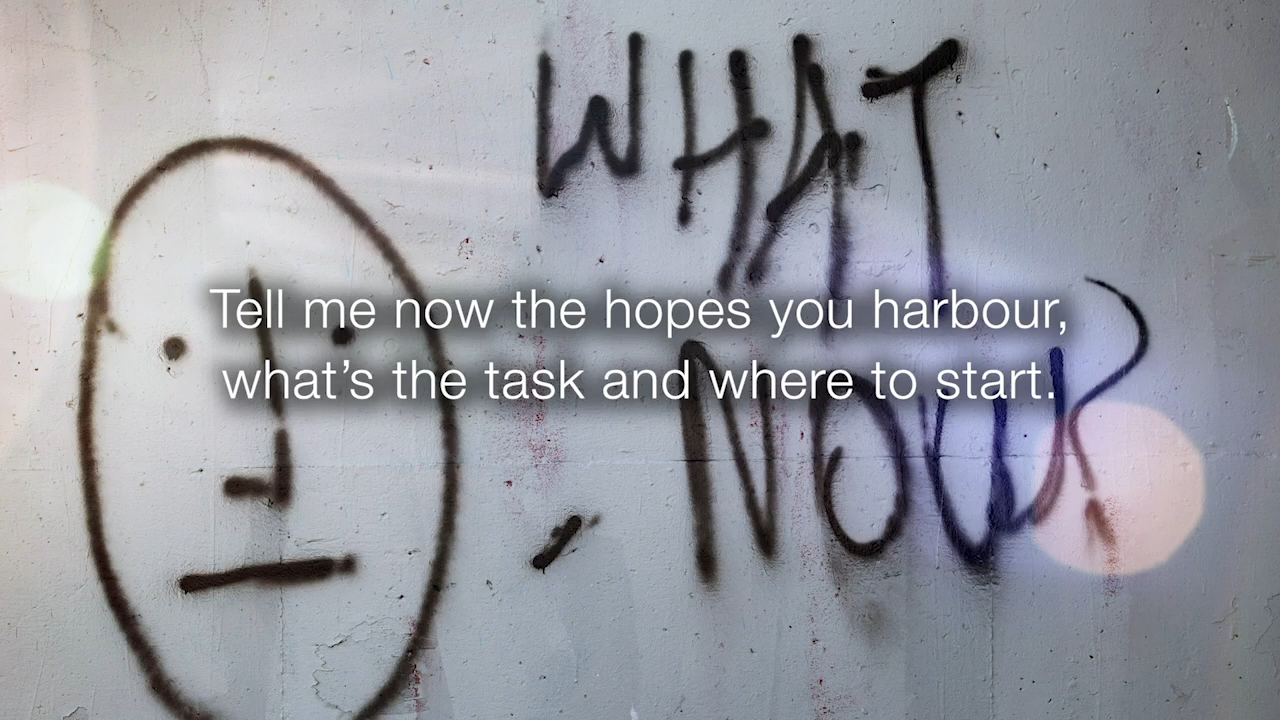 WHAT
NOW?
Tell me now the hopes you harbour,
what’s the task and where to start.